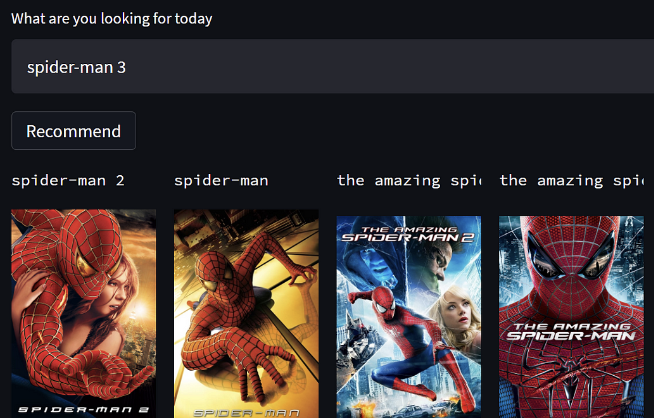 What are you looking for today
spider-man 3
Recommend
spider-man 2
spider-man
the amazing spi
the amazing spi
SPIDER-MAN 2
SPIDER-MAN
THE AMAZING
SPIDER-MAN 2
THE AMAZING
SPIDER-MAN